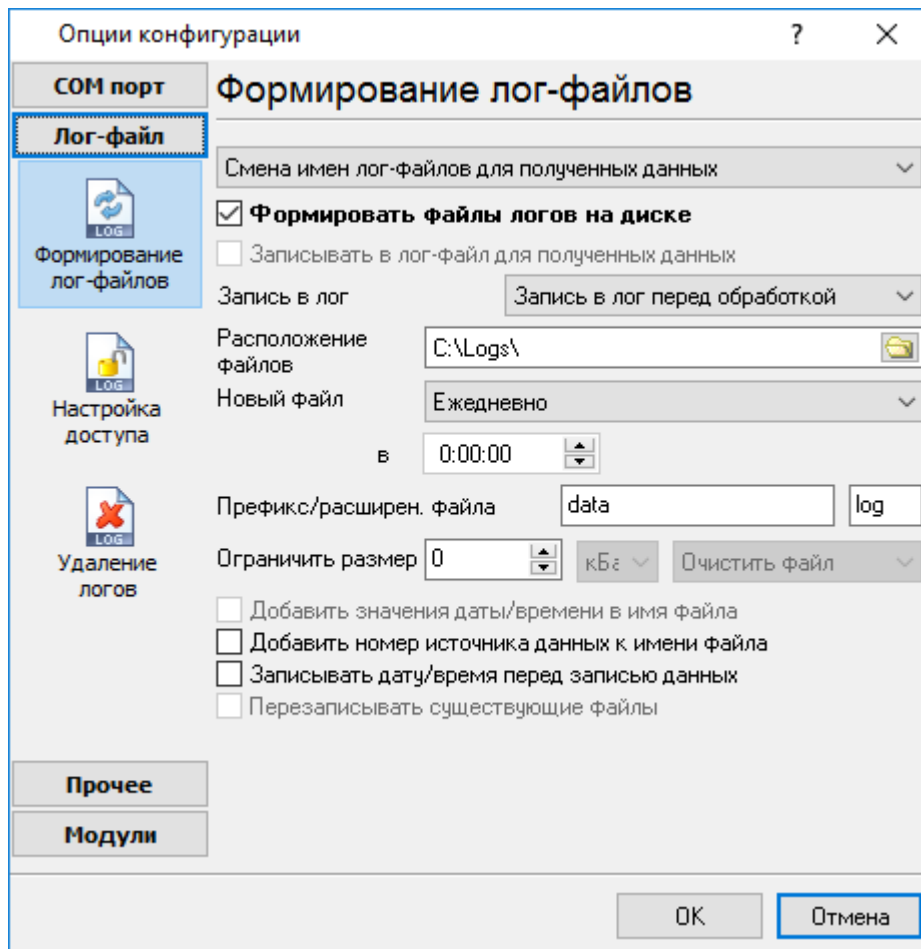 Опции конфигурации
?
COM порт
Лог-файл
LOG
Формирование
лог-файлов
LOG
Настройка
доступа
LOG
Удаление
логов
Прочее
Модули
Формирование лог-файлов
Смена имен лог-файлов для полученных данных
Формировать файлы логов на диске
Записывать в лог-файл для полученных данных
Запись в лог
Запись в лог перед обработкой
Расположение
файлов
C:\Logs\
Новый файл
Ежедневно
в
0:00:00
Префикс/расширен. файла
data
log
Ограничить размер
0
кБа
Очистить файл
Добавить значения даты/времени в имя файла
Добавить номер источника данных к имени файла
Записывать дату/время перед записью данных
Перезаписывать существующие файлы
OK
Отмена